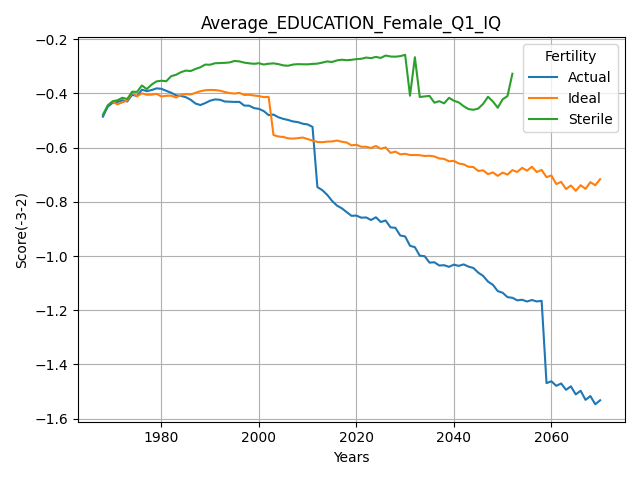 Average_EDUCATION_Female_Q1_IQ
Fertility
Actual
Ideal
Sterile
Score(-3-2)
−0.2
−0.4
−0.6
−0.8
−1.0
−1.2
−1.4
−1.6
1980
2000
2020
2040
2060
Years